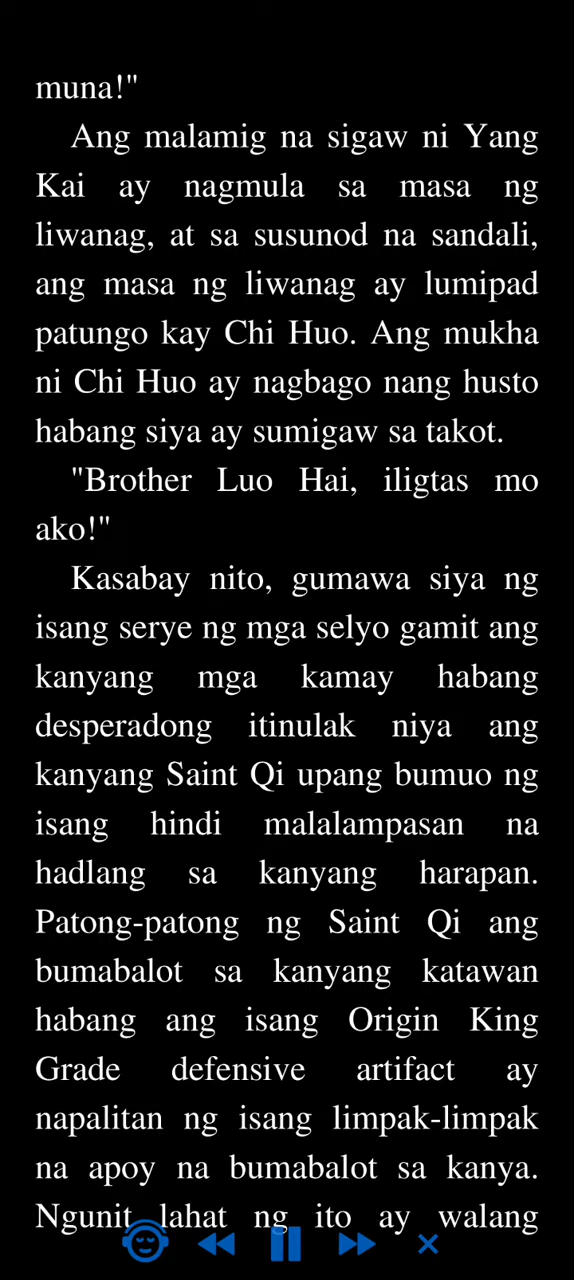 muna!"
Ang malamig na sigaw ni Yang
Kai ay nagmula sa masa ng
liwanag, at sa susunod na sandali,
ang masa ng liwanag ay lumipad
patungo kay Chi Huo. Ang mukha
ni Chi Huo ay nagbago nang husto
habang siya ay sumigaw sa takot.
"Brother Luo Hai, iligtas mo
ako!"
Kasabay nito, gumawa siya ng
isang serye ng mga selyo gamit ang
kanyang mga kamay habang
desperadong itinulak niya ang
kanyang Saint Qi upang bumuo ng
isang hindi malalampasan na
hadlang sa kanyang harapan.
Patong-patong ng Saint Qi ang
bumabalot sa kanyang katawan
habang ang isang Origin King
Grade defensive artifact ay
napalitan ng isang limpak-limpak
na apoy na bumabalot sa kanya.
Ngunit lahat ng ito ay walang